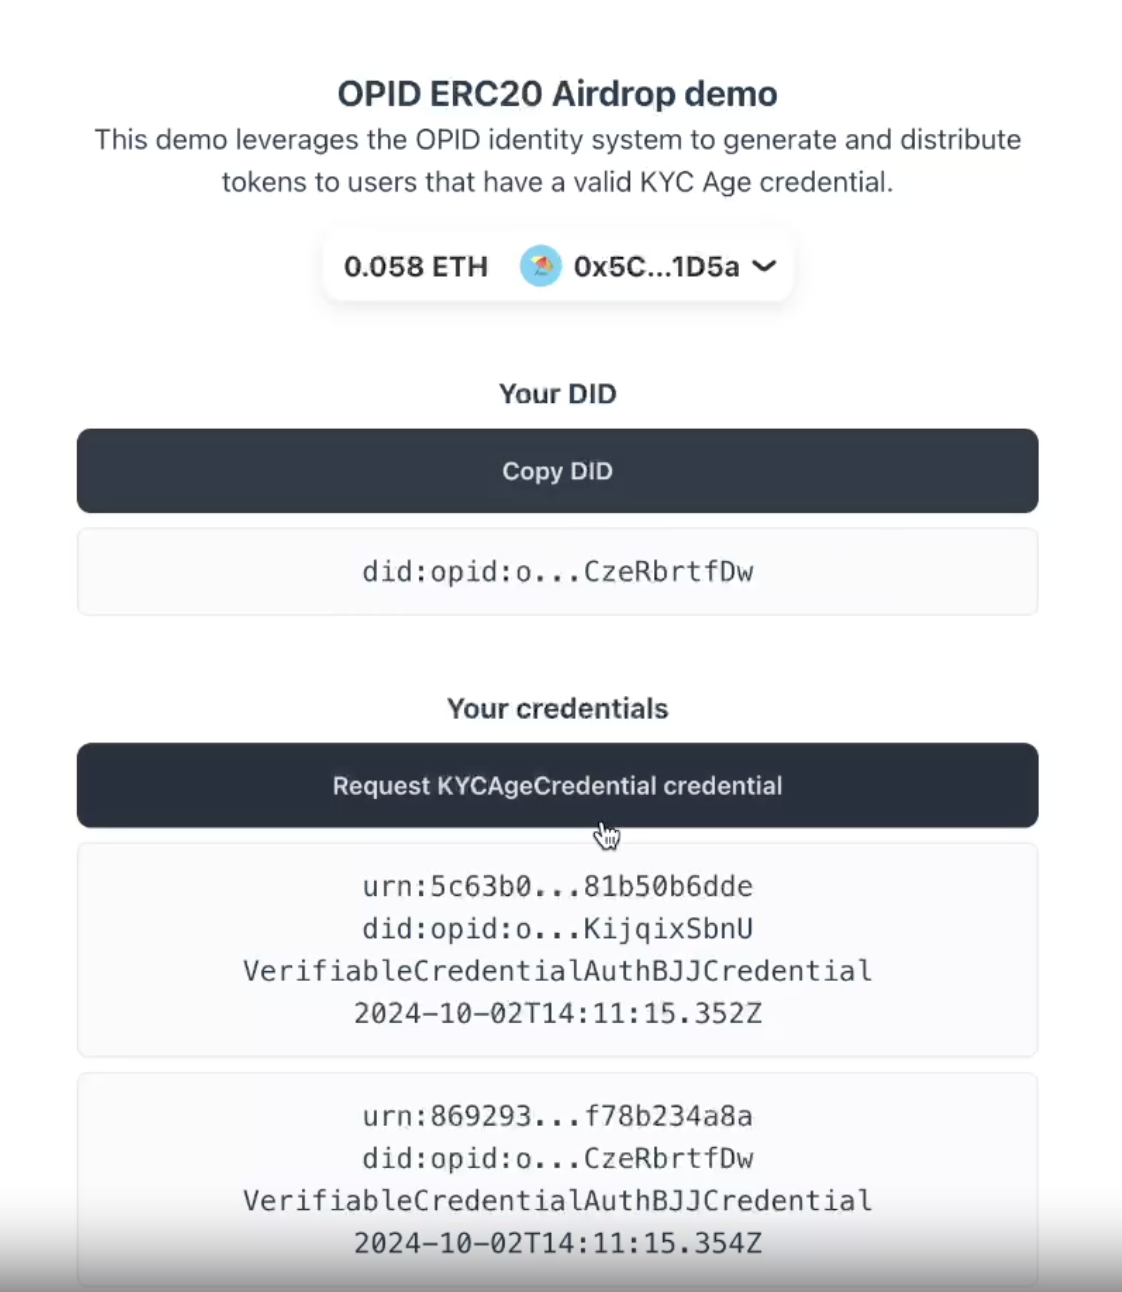 OPID ERC20 Airdrop demo
This demo leverages the OPID identity system to generate and distribute
tokens to users that have a valid KYC Age credential.
0.058 ETH 0x5C...1D5a
Your DID
Copy DID
did:opid:o...CzeRbrtfDw
Your credentials
Request KYCAgeCredential credential
urn:5c63b0...81b50b6dde
did:opid:o...KijqixSbnU
VerifiableCredentialAuthBJJCredential
2024-10-02T14:11:15.352Z
urn:869293...f78b234a8a
did:opid:o...CzeRbrtfDw
VerifiableCredentialAuthBJJCredential
2024-10-02T14:11:15.354Z